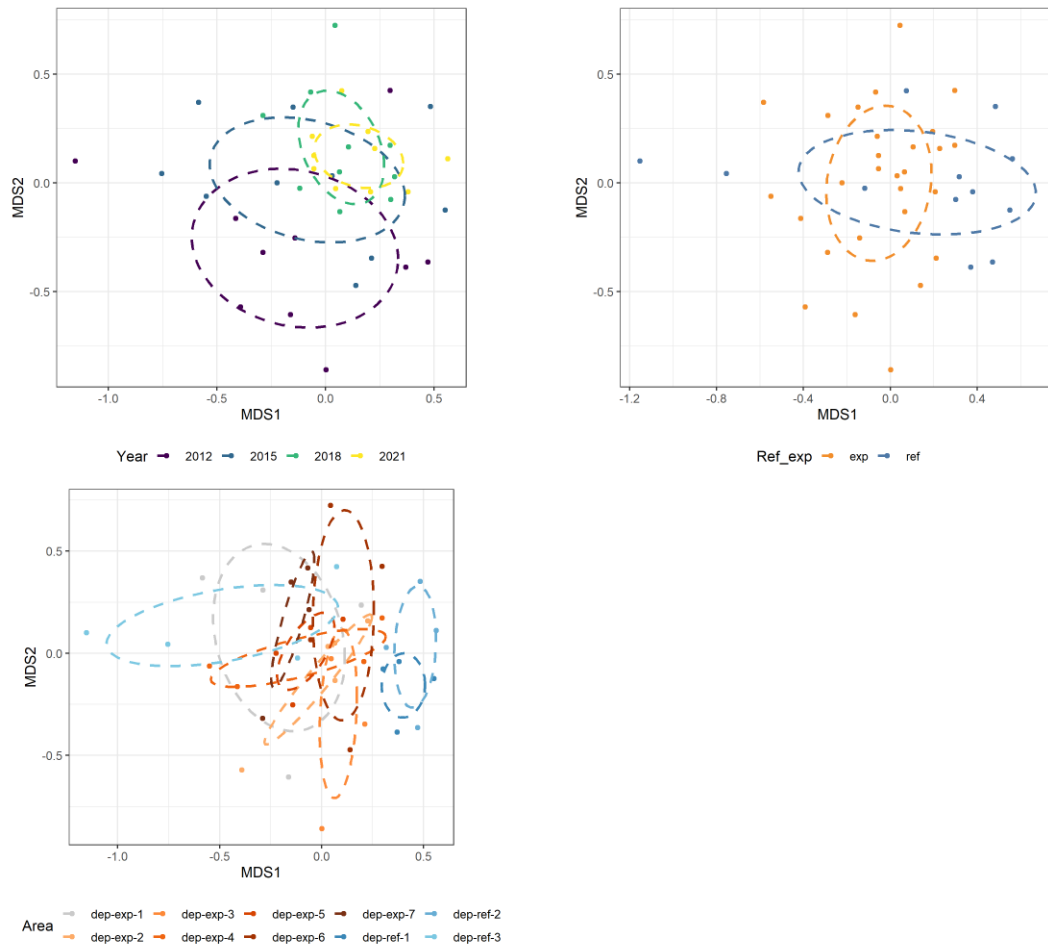 MDS2
0.5
0.0
-0.5
-1.0 -0.5 0.0 0.5
MDS1
Year 2012 2015 2018 2021
MDS2
0.5
0.0
-0.5
-1.2 -0.8 -0.4 0.0 0.4
MDS1
Ref_exp exp ref
MDS2
0.5
0.0
-0.5
-1.0 -0.5 0.0 0.5
MDS1
Area
dep-exp-1 dep-exp-3 dep-exp-5 dep-exp-7 dep-ref-2
dep-exp-2 dep-exp-4 dep-exp-6 dep-ref-1 dep-ref-3